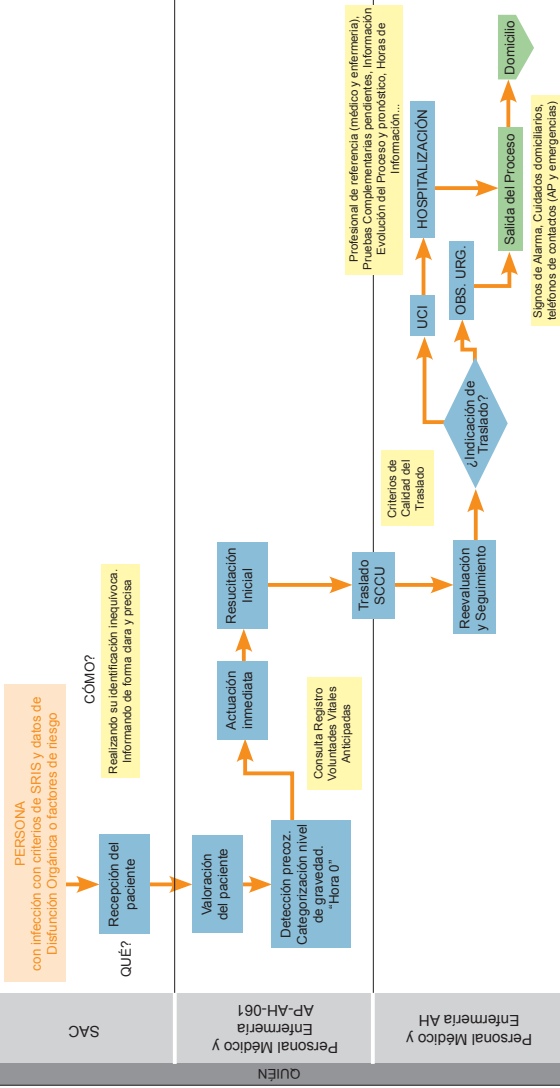 PERSONA
con infección con criterios de SRIS y datos de
Disfunción Orgánica o factores de riesgo
CÓMO?
Realizando su identificación inequívoca.
Informando de forma clara y precisa
QUÉ?
Recepción del
paciente
Valoración
del paciente
Detección precoz.
Categorización nivel
de gravedad.
“Hora 0”
Actuación
inmediata
Resucitación
Inicial
Consulta Registro
Voluntades Vitales
Anticipadas
Traslado
SCCU
Criterios de
Calidad del
Traslado
Reevaluación
y Seguimiento
¿Indicación de
Traslado?
UCI
OBS. URG.
HOSPITALIZACIÓN
Profesional de referencia (médico y enfermería),
Pruebas Complementarias pendientes, Información
Evolución del Proceso y pronóstico, Horas de
Información...
Salida del Proceso
Domicilio
Signos de Alarma, Cuidados domiciliarios,
teléfonos de contactos (AP y emergencias)
QUIÉN
SAC
Personal Médico y
Enfermería
AP-AH-061
Personal Médico y
Enfermería AH